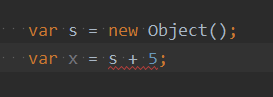 var s = new Object();
var x = s + 5;